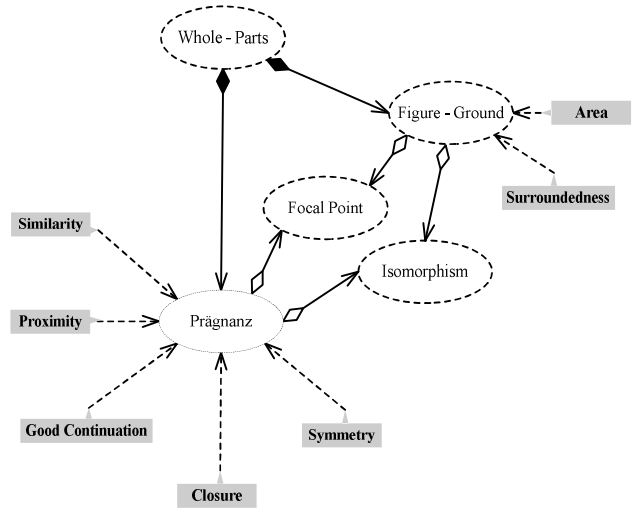 Whole - Parts
Figure - Ground
Area
Surroundedness
Focal Point
Similarity
Isomorphism
Proximity
Prägnanz
Good Continuation
Symmetry
Closure